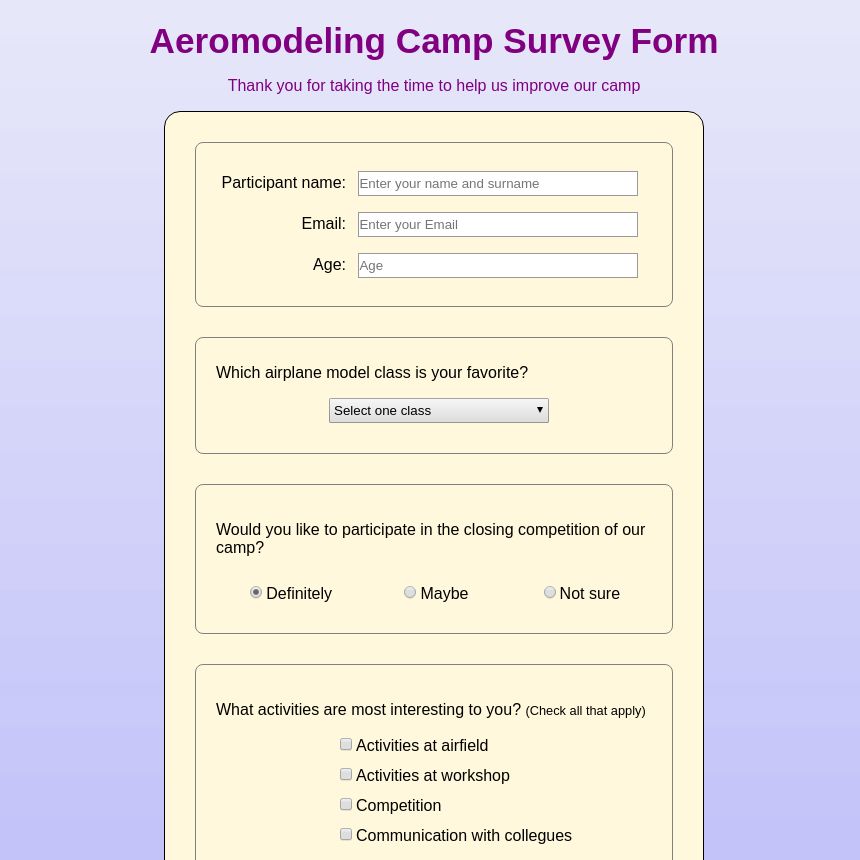 Aeromodeling Camp Survey Form
Thank you for taking the time to help us improve our camp
Participant name: Enter your name and surname
Email: Enter your Email
Age: Age
Which airplane model class is your favorite?
Select one class
Would you like to participate in the closing competition of our
camp?
Definitely Maybe Not sure
What activities are most interesting to you? (Check all that apply)
Activities at airfield
Activities at workshop
Competition
Communication with collegues